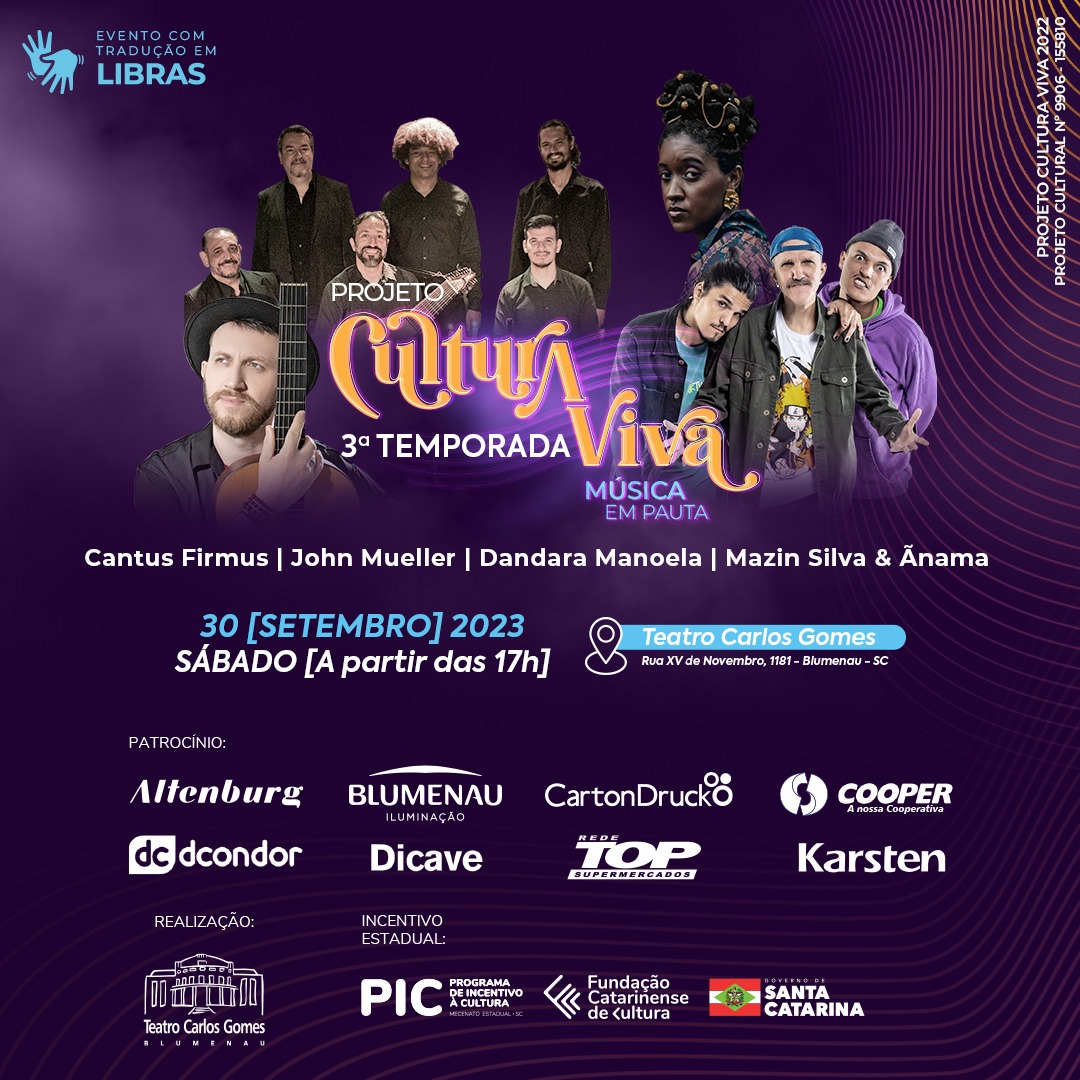 EVENTO COM
TRADUÇÃO EM
LIBRAS
PROJETO CULTURA VIVA 2022
PROJETO CULTURAL Nº 9906 - 155810
PROJETO
Cultura
Viva
3ª TEMPORADA
MÚSICA
EM PAUTA
Cantus Firmus | John Mueller | Dandara Manoela | Mazin Silva & Ãnama
30 [SETEMBRO] 2023
SÁBADO [A partir das 17h]
Teatro Carlos Gomes
Rua XV de Novembro, 1181 - Blumenau - SC
PATROCÍNIO:
Altenburg
BLUMENAU
ILUMINAÇÃO
CartonDruck
COOPER
A nossa Cooperativa
dc dcondor
Dicave
REDE
TOP
SUPERMERCADOS
Karsten
REALIZAÇÃO:
Teatro Carlos Gomes
BLUMENAU
INCENTIVO
ESTADUAL:
PIC
PROGRAMA
DE INCENTIVO
À CULTURA
MECENATO ESTADUAL • SC
Fundação
Catarinense
de Cultura
GOVERNO DE
SANTA
CATARINA